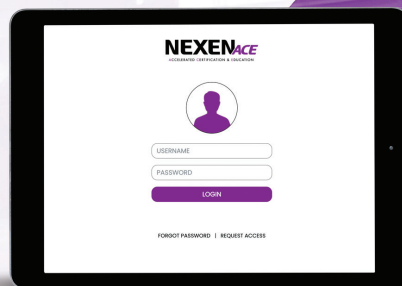 NEXENACE
ACCELERATED CERTIFICATION & EDUCATION
USERNAME
PASSWORD
LOGIN
FORGOT PASSWORD | REQUEST ACCESS